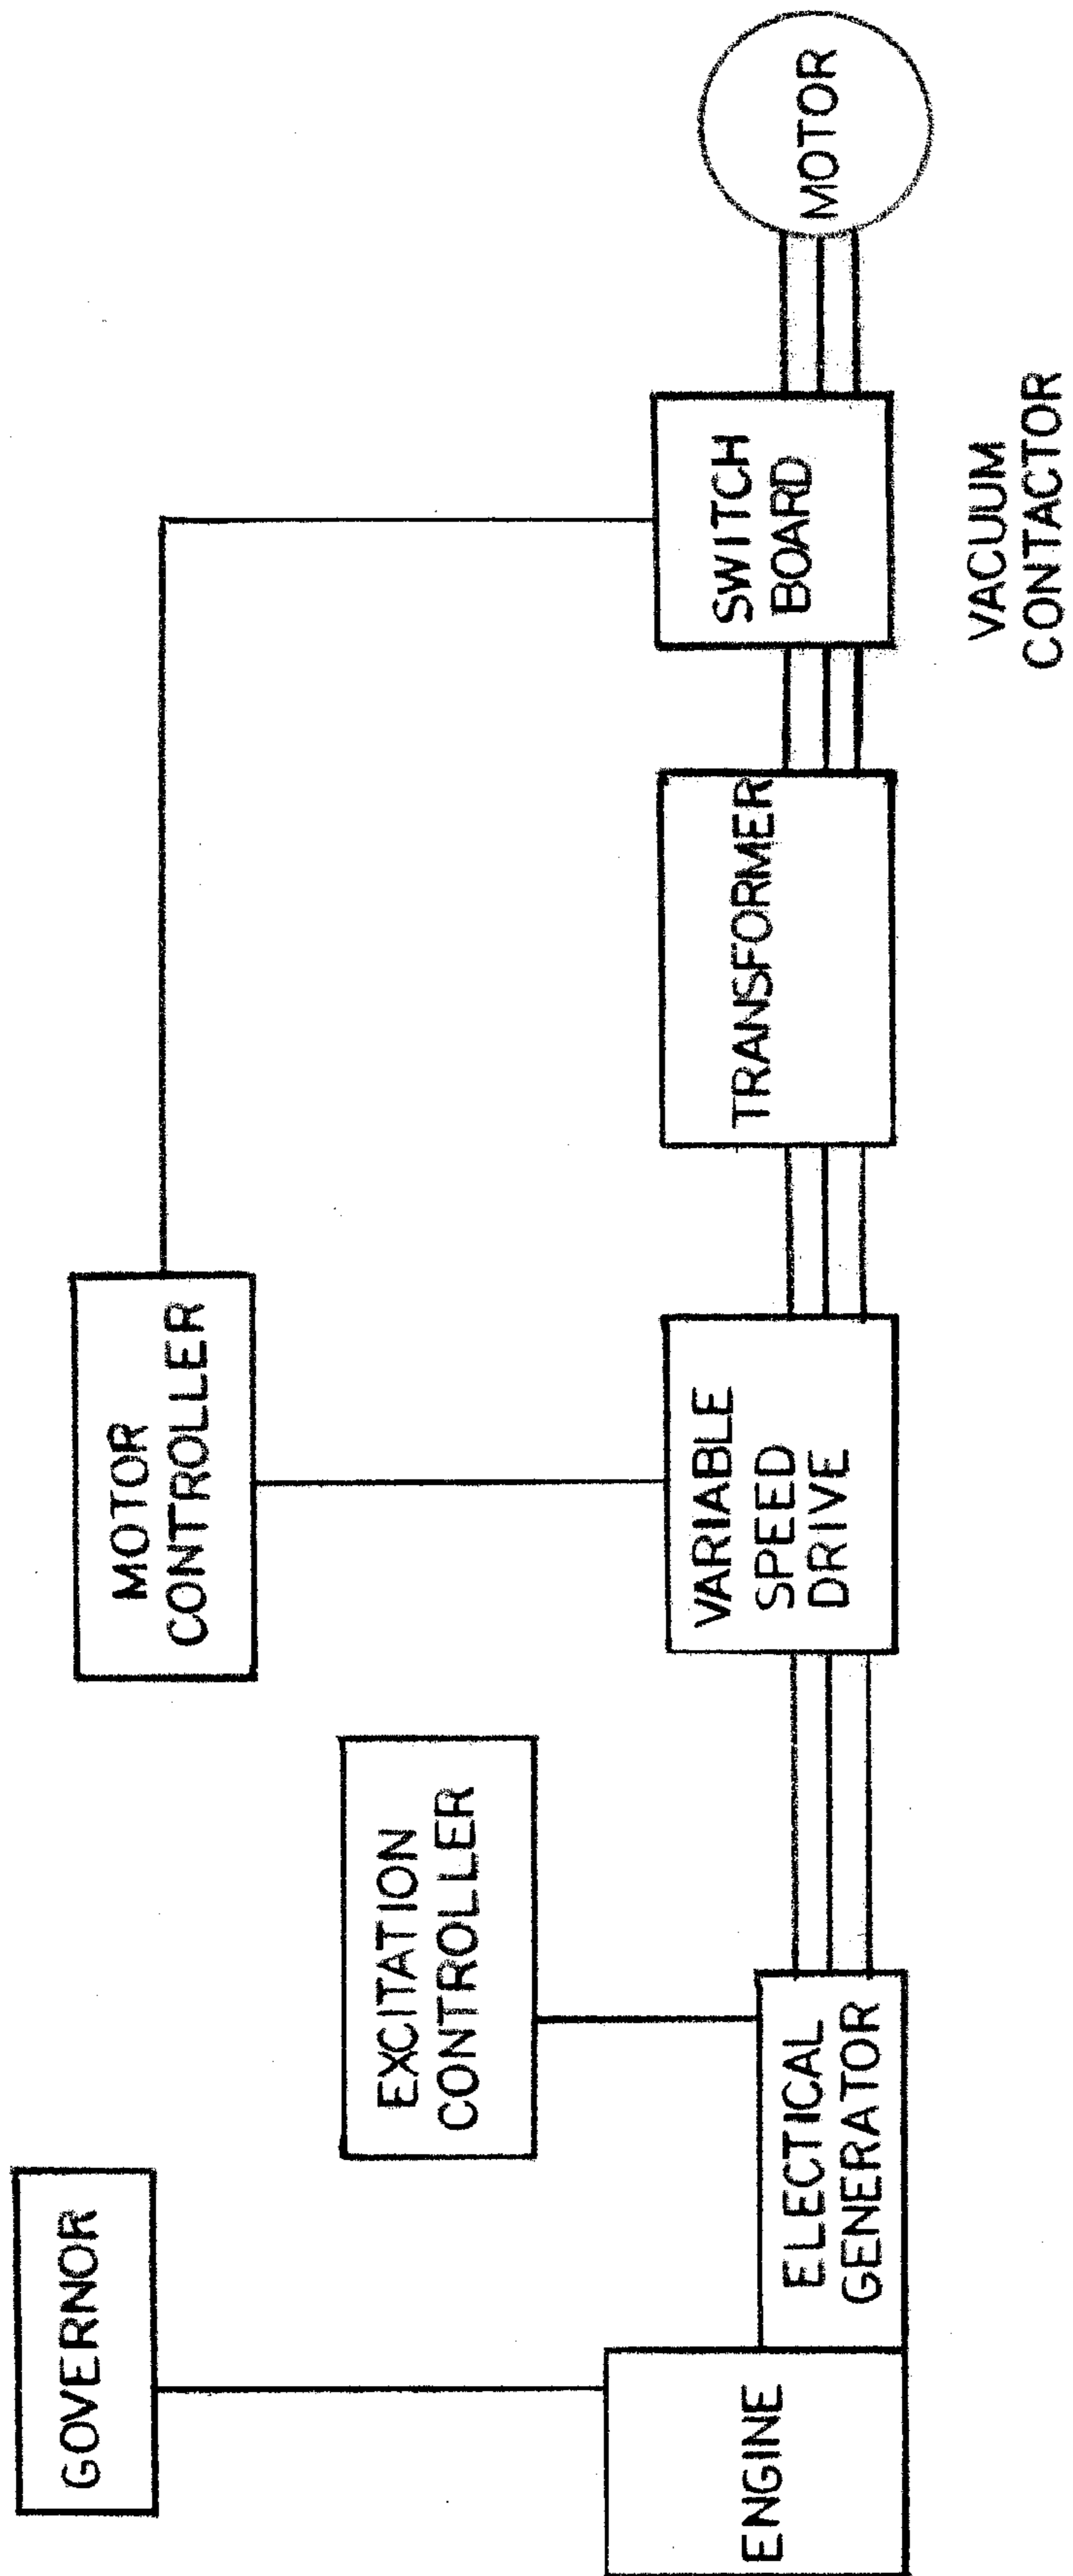 GOVERNOR
EXCITATION
CONTROLLER
MOTOR
CONTROLLER
ENGINE
ELECTICAL
GENERATOR
VARIABLE
SPEED
DRIVE
TRANSFORMER
SWITCH
BOARD
MOTOR
VACUUM
CONTACTOR